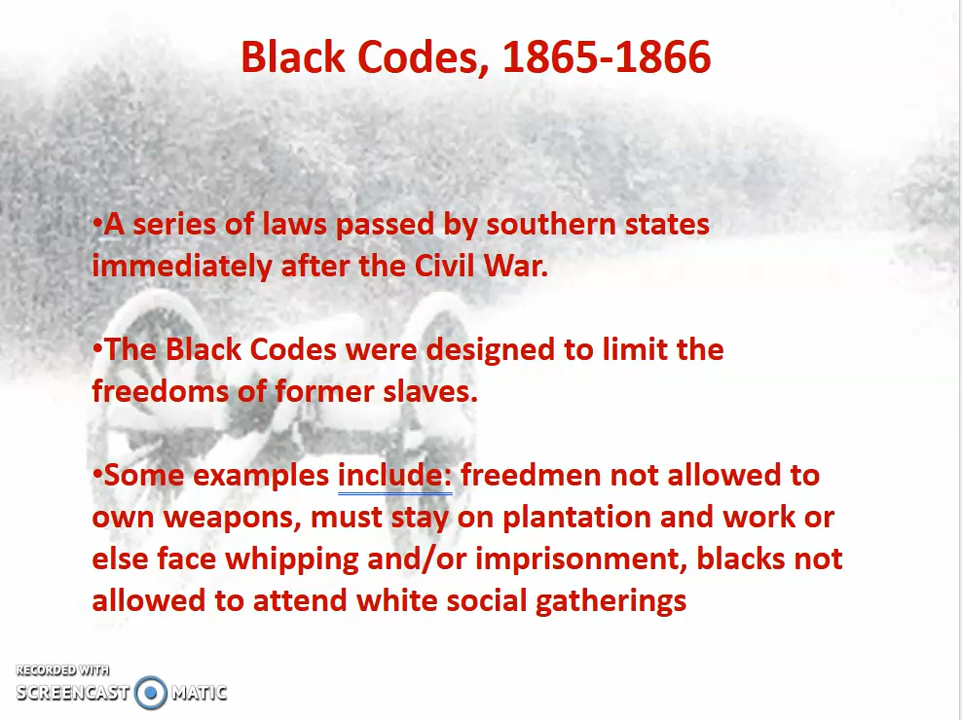 Black Codes, 1865-1866
•A series of laws passed by southern states
immediately after the Civil War.
•The Black Codes were designed to limit the
freedoms of former slaves.
•Some examples include: freedmen not allowed to
own weapons, must stay on plantation and work or
else face whipping and/or imprisonment, blacks not
allowed to attend white social gatherings
RECORDED WITH
SCREENCAST MATIC